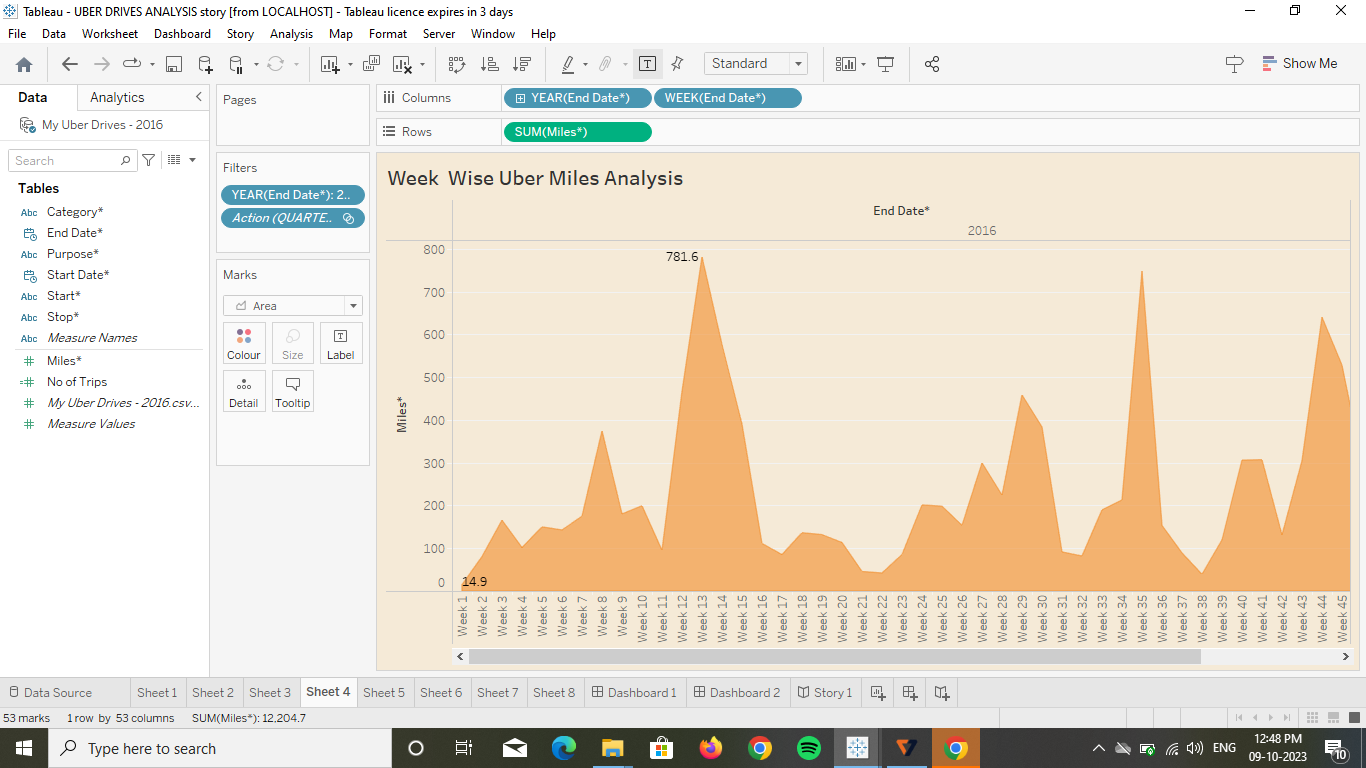 Tableau - UBER DRIVES ANALYSIS story [from LOCALHOST] - Tableau licence expires in 3 days
File Data Worksheet Dashboard Story Analysis Map Format Server Window Help
Standard
Show Me
Data Analytics
My Uber Drives - 2016
Search
Tables
Abc Category*
End Date*
Abc Purpose*
Start Date*
Abc Start*
Abc Stop*
Abc Measure Names
Miles*
No of Trips
My Uber Drives - 2016.csv...
Measure Values
Pages
Filters
YEAR(End Date*): 2..
Action (QUARTE..
Marks
Area
Colour Size Label
Detail Tooltip
Columns YEAR(End Date*) WEEK(End Date*)
Rows SUM(Miles*)
Week Wise Uber Miles Analysis
End Date*
2016
Miles*
800
700
600
500
400
300
200
100
0
781.6
14.9
Week 1
Week 2
Week 3
Week 4
Week 5
Week 6
Week 7
Week 8
Week 9
Week 10
Week 11
Week 12
Week 13
Week 14
Week 15
Week 16
Week 17
Week 18
Week 19
Week 20
Week 21
Week 22
Week 23
Week 24
Week 25
Week 26
Week 27
Week 28
Week 29
Week 30
Week 31
Week 32
Week 33
Week 34
Week 35
Week 36
Week 37
Week 38
Week 39
Week 40
Week 41
Week 42
Week 43
Week 44
Week 45
Data Source Sheet 1 Sheet 2 Sheet 3 Sheet 4 Sheet 5 Sheet 6 Sheet 7 Sheet 8 Dashboard 1 Dashboard 2 Story 1
53 marks 1 row by 53 columns SUM(Miles*): 12,204.7
Type here to search
ENG
12:48 PM
09-10-2023
10